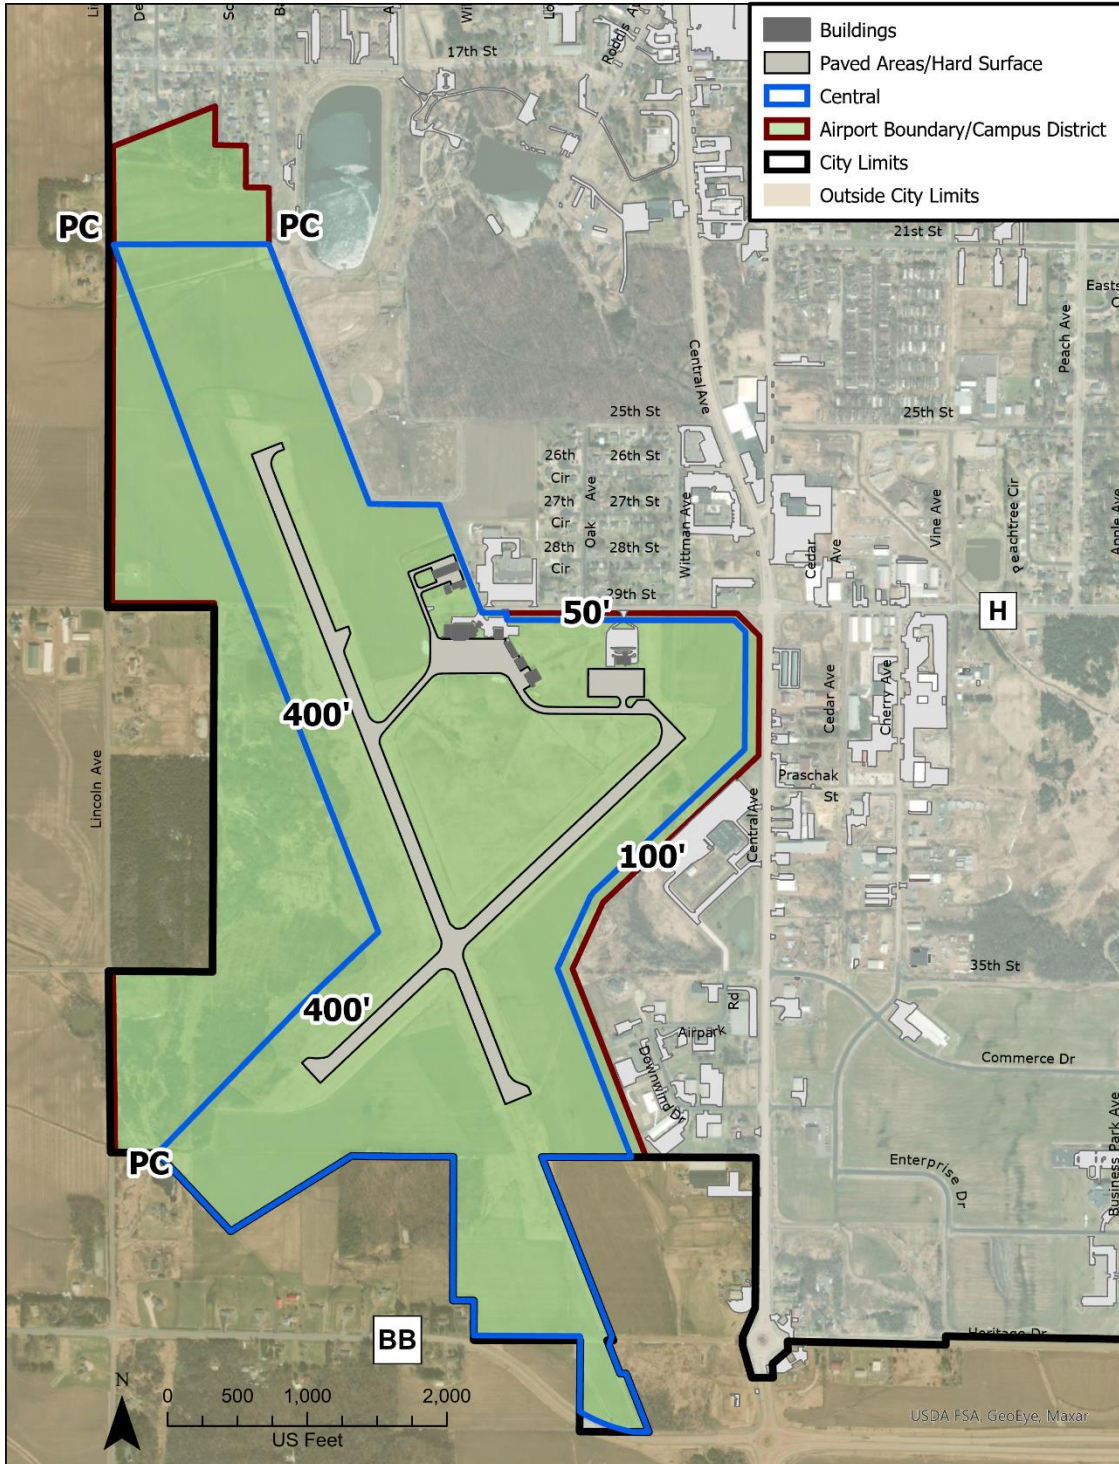 Buildings
Paved Areas/Hard Surface
Central
Airport Boundary/Campus District
City Limits
Outside City Limits
17th St
Roddis
21st St
PC
PC
Central Ave
Peach Ave
25th St
25th St
26th Cir
26th St
27th Cir
Oak Ave
27th St
28th Cir
28th St
Wittman Ave
Cedar Ave
Vine Ave
Peachtree Cir
Apple Ave
29th St
50'
H
400'
Cedar Ave
Cherry Ave
Lincoln Ave
Praschak St
Central Ave
100'
35th St
400'
Airpark Rd
Downwind Dr
Commerce Dr
Business Park Ave
PC
Enterprise Dr
BB
Heritage Dr
N
0 500 1,000 2,000
US Feet
USDA FSA, GeoEye, Maxar